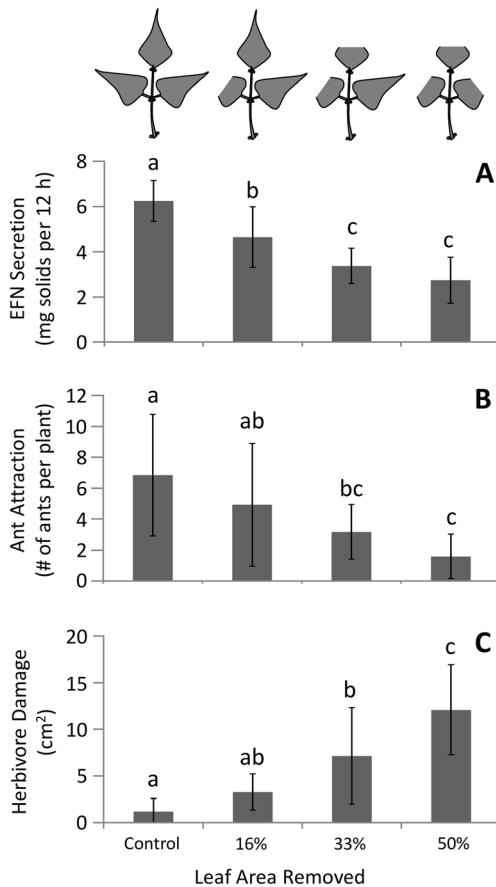 A
EFN Secretion
(mg solids per 12 h)
8
6
4
2
0
a
b
c
c
B
Ant Attraction
(# of ants per plant)
12
10
8
6
4
2
0
a
ab
bc
c
C
Herbivore Damage
(cm²)
20
15
10
5
0
a
ab
b
c
Control 16% 33% 50%
Leaf Area Removed